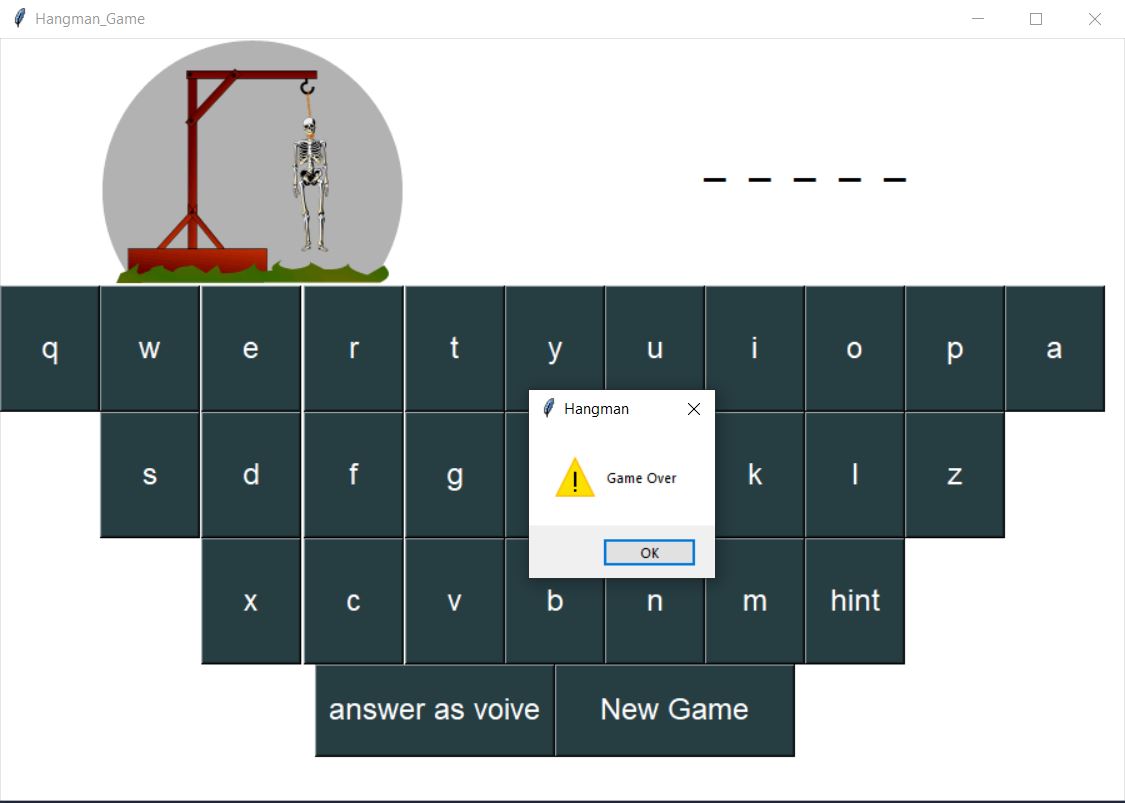 Hangman_Game
_ _ _ _ _
q w e r t y u i o p a
Hangman
s d f g k l z
Game Over
OK
x c v b n m hint
answer as voive New Game